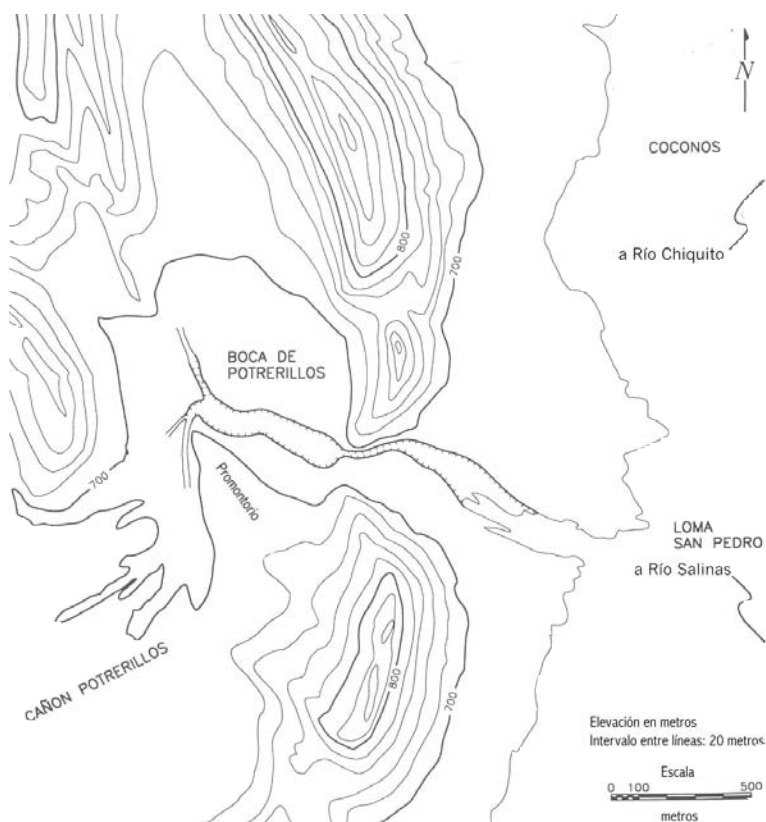 N
COCONOS
a Río Chiquito
800
700
BOCA DE
POTRERILLOS
700
Promontorio
LOMA
SAN PEDRO
a Río Salinas
CAÑON POTRERILLOS
800
700
Elevación en metros
Intervalo entre líneas: 20 metros
Escala
0 100 500
metros